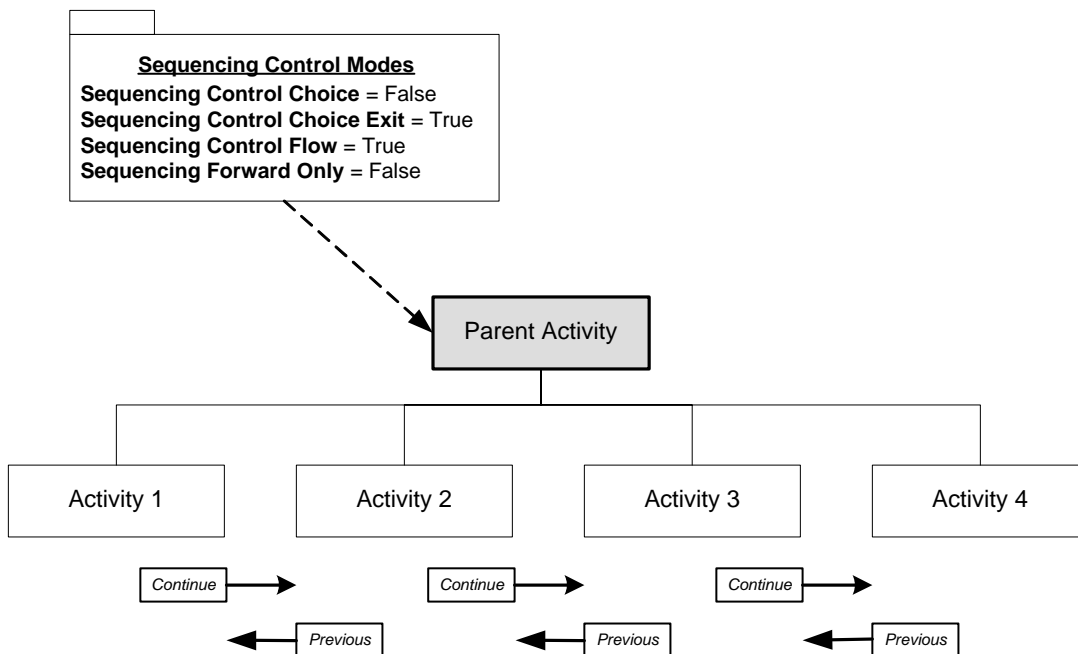 Sequencing Control Modes
Sequencing Control Choice = False
Sequencing Control Choice Exit = True
Sequencing Control Flow = True
Sequencing Forward Only = False
Parent Activity
Activity 1
Activity 2
Activity 3
Activity 4
Continue
Continue
Continue
Previous
Previous
Previous